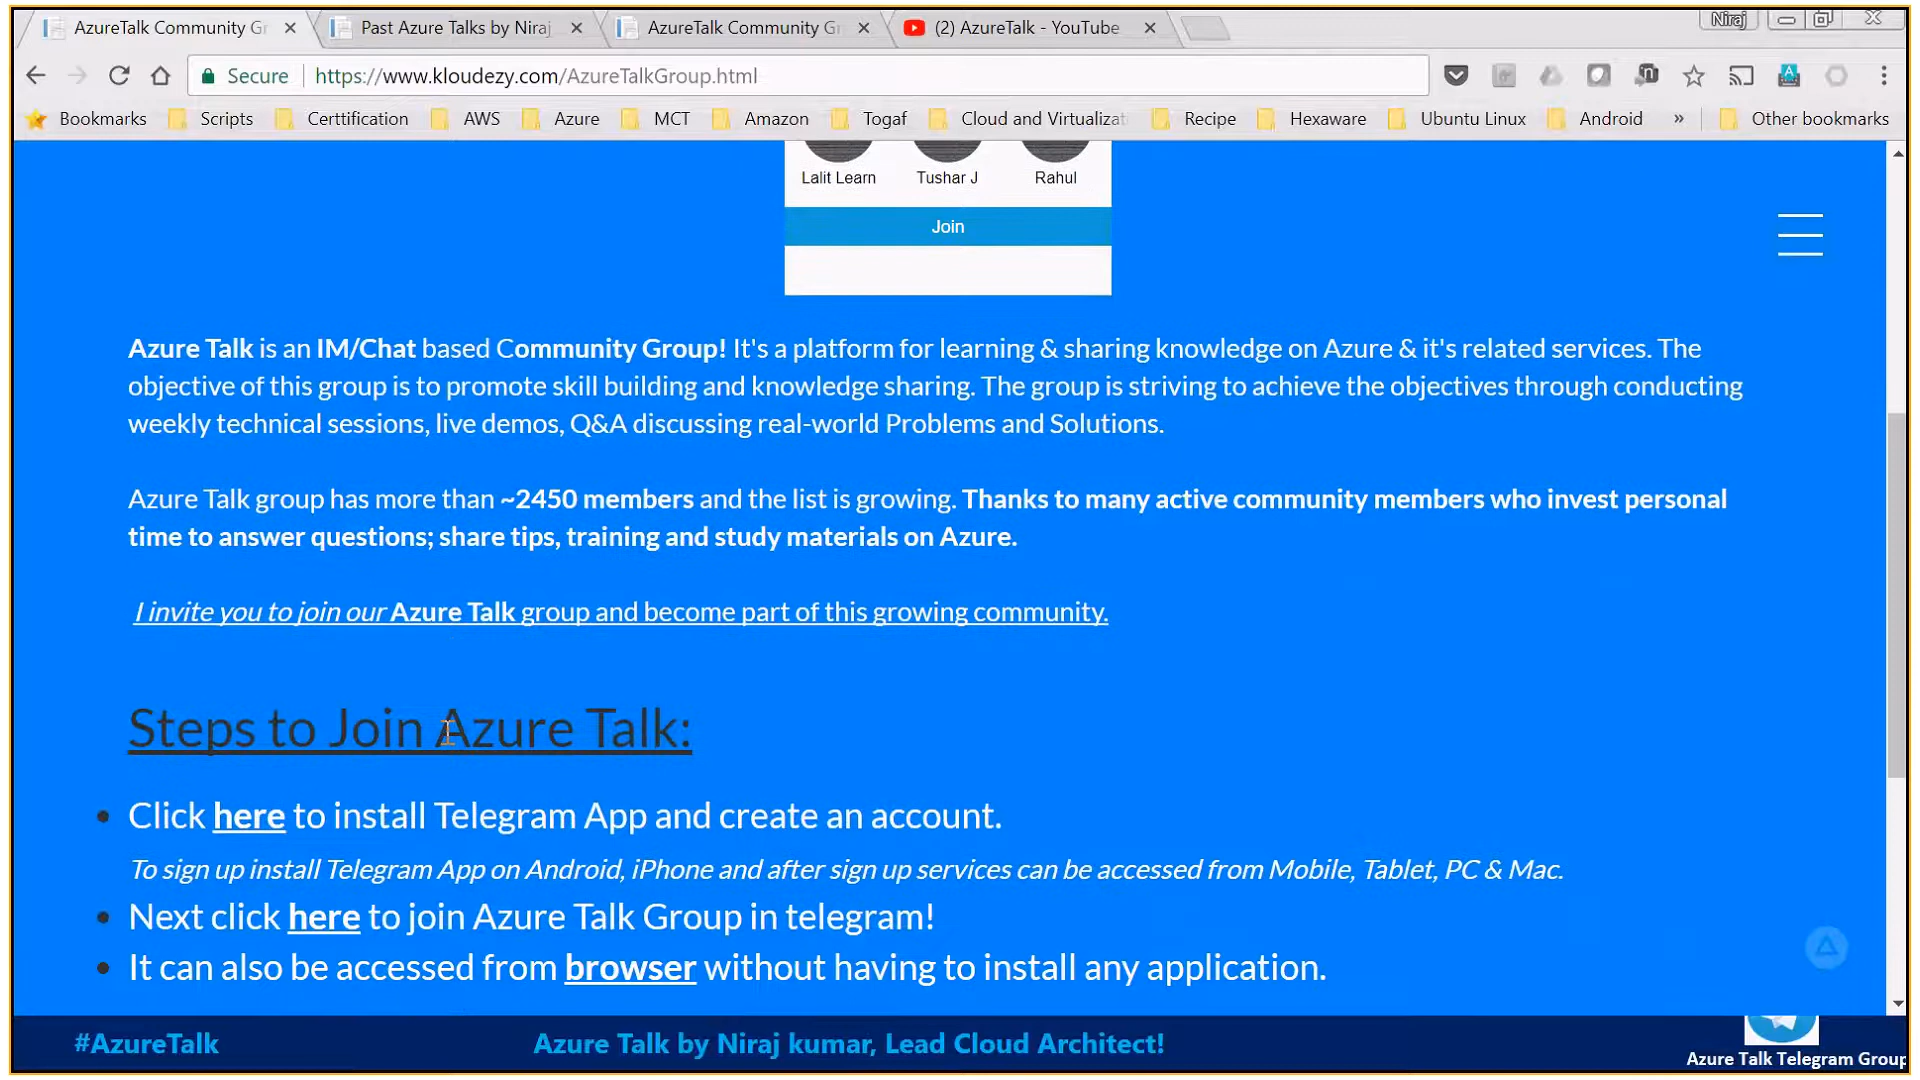 AzureTalk Community Gr
Past Azure Talks by Niraj
AzureTalk Community Gr
(2) AzureTalk - YouTube
Niraj
Secure
https://www.kloudezy.com/AzureTalkGroup.html
Bookmarks
Scripts
Certtification
AWS
Azure
MCT
Amazon
Togaf
Cloud and Virtualizat
Recipe
Hexaware
Ubuntu Linux
Android
»
Other bookmarks
Lalit Learn
Tushar J
Rahul
Join
Azure Talk is an IM/Chat based Community Group! It's a platform for learning & sharing knowledge on Azure & it's related services. The
objective of this group is to promote skill building and knowledge sharing. The group is striving to achieve the objectives through conducting
weekly technical sessions, live demos, Q&A discussing real-world Problems and Solutions.
Azure Talk group has more than ~2450 members and the list is growing. Thanks to many active community members who invest personal
time to answer questions; share tips, training and study materials on Azure.
I invite you to join our Azure Talk group and become part of this growing community.
Steps to Join Azure Talk:
Click here to install Telegram App and create an account.
To sign up install Telegram App on Android, iPhone and after sign up services can be accessed from Mobile, Tablet, PC & Mac.
Next click here to join Azure Talk Group in telegram!
It can also be accessed from browser without having to install any application.
#AzureTalk
Azure Talk by Niraj kumar, Lead Cloud Architect!
Azure Talk Telegram Group